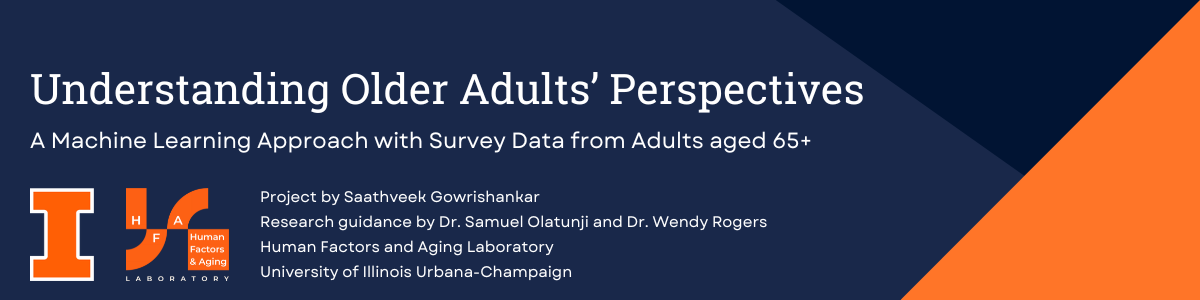 Understanding Older Adults’ Perspectives
A Machine Learning Approach with Survey Data from Adults aged 65+
I
H A
F
Human
Factors
& Aging
LABORATORY
Project by Saathveek Gowrishankar
Research guidance by Dr. Samuel Olatunji and Dr. Wendy Rogers
Human Factors and Aging Laboratory
University of Illinois Urbana-Champaign